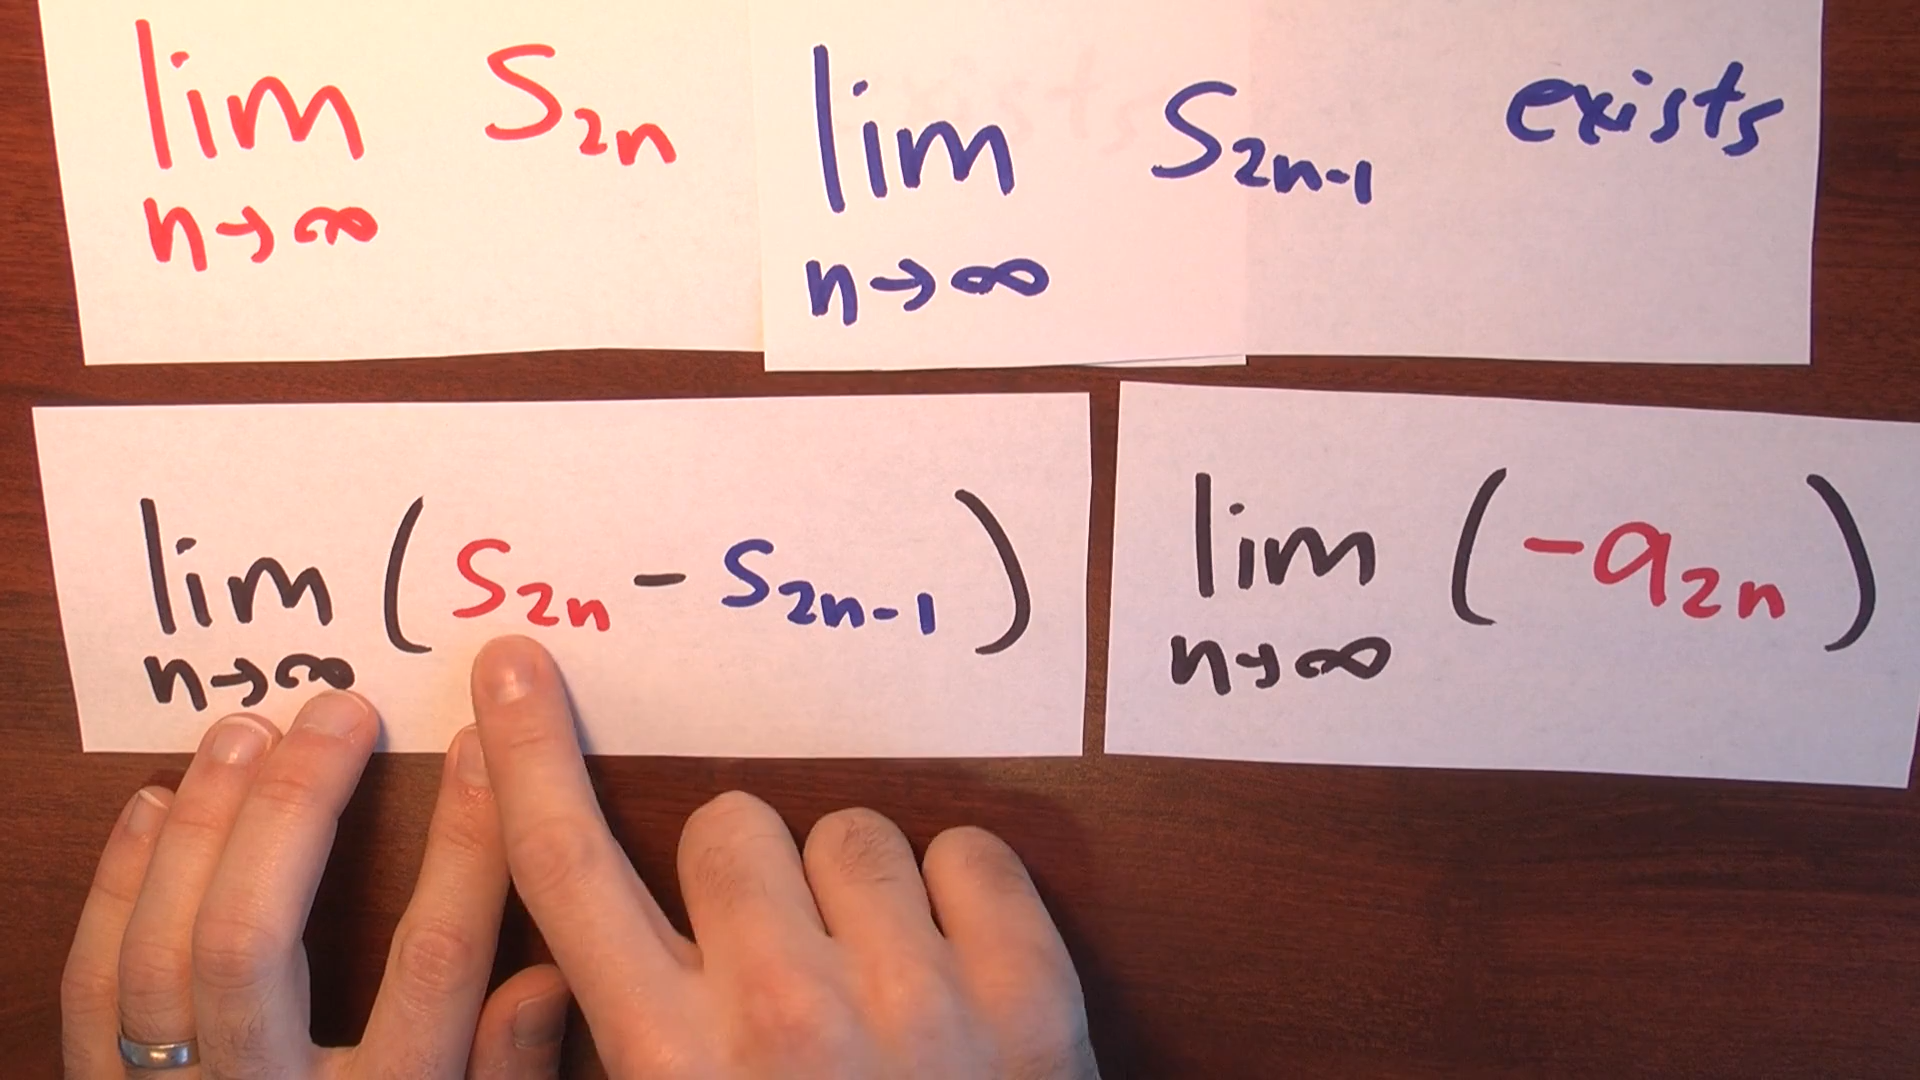 lim S₂ₙ
n→∞
lim S₂ₙ₋₁ exists
n→∞
lim (S₂ₙ - S₂ₙ₋₁)
n→∞
lim (-a₂ₙ)
n→∞